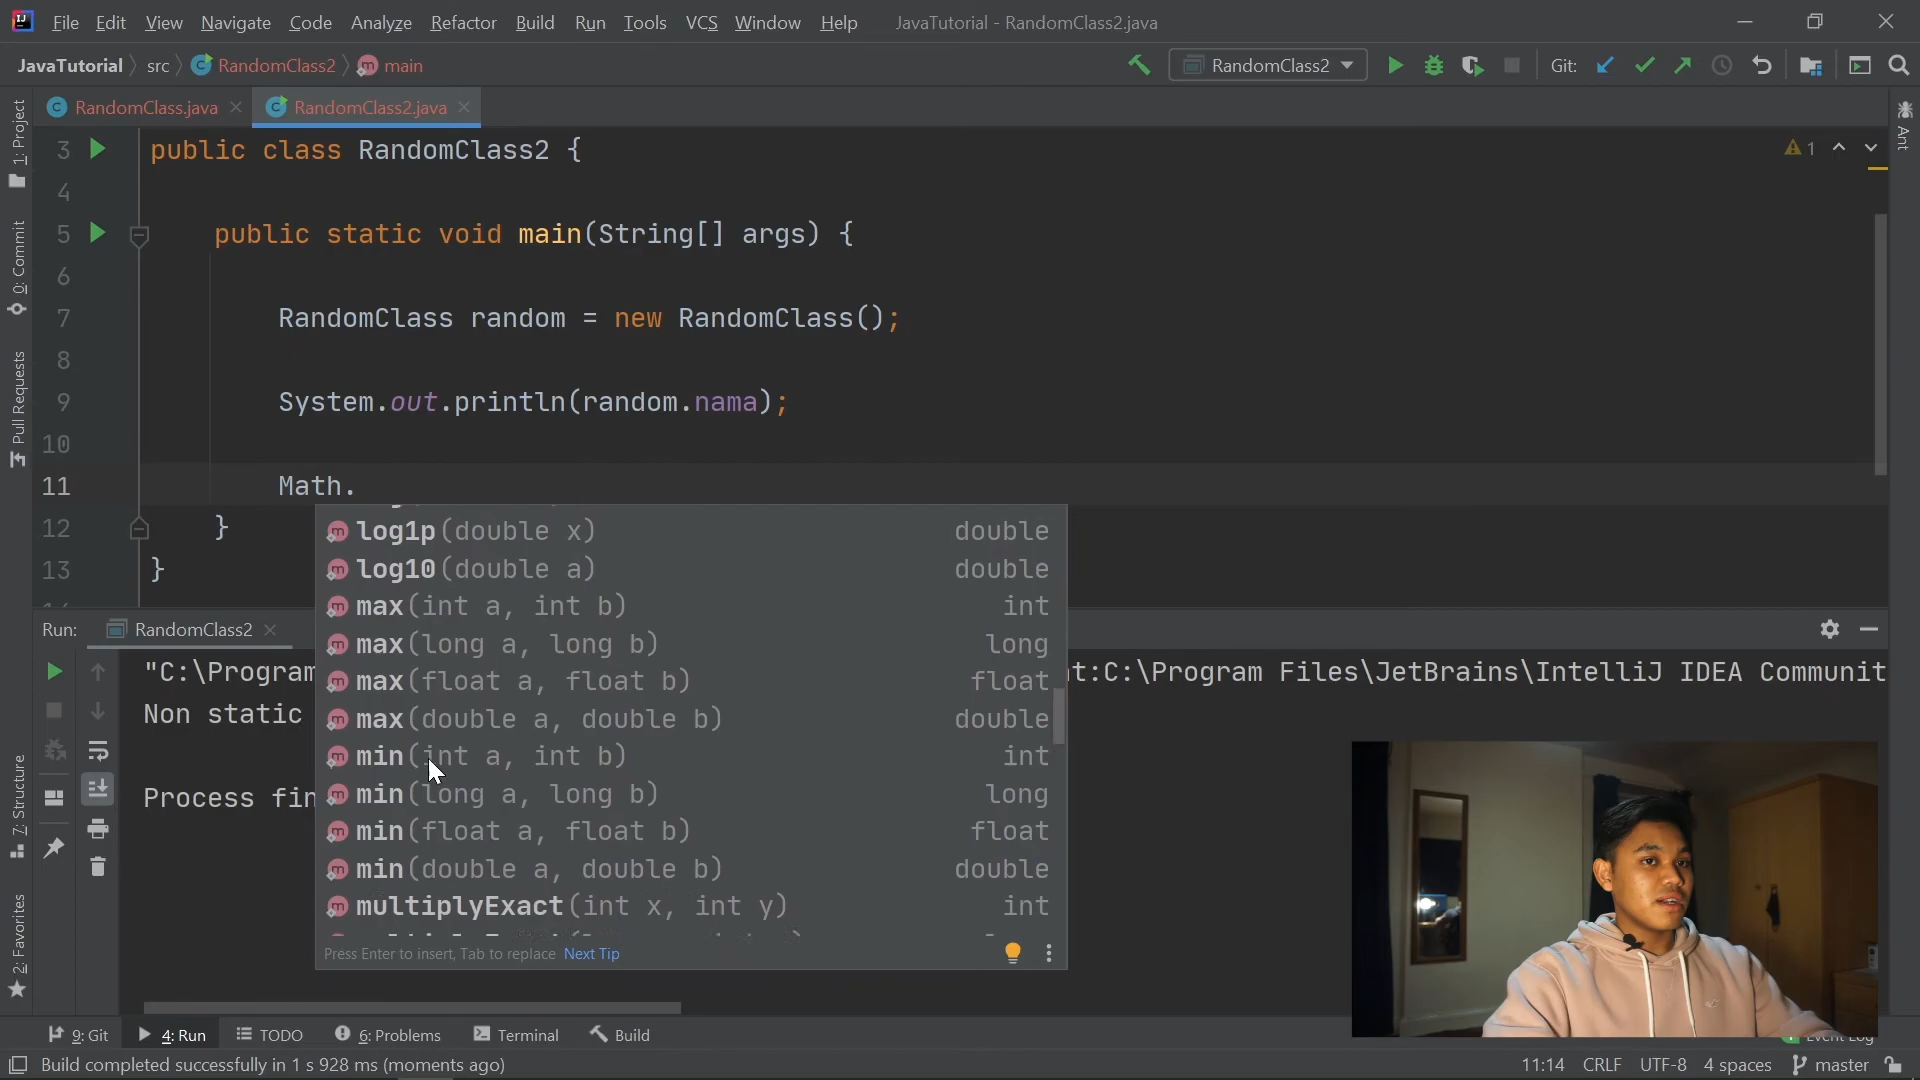 File Edit View Navigate Code Analyze Refactor Build Run Tools VCS Window Help JavaTutorial - RandomClass2.java
JavaTutorial src RandomClass2 main RandomClass2 Git:
RandomClass.java RandomClass2.java
1: Project
0: Commit
Pull Requests
7: Structure
2: Favorites
Ant
3 public class RandomClass2 {
1
4
5 public static void main(String[] args) {
6
7 RandomClass random = new RandomClass();
8
9 System.out.println(random.nama);
10
11 Math.
12 }
13 }
log1p(double x) double
log10(double a) double
max(int a, int b) int
max(long a, long b) long
max(float a, float b) float
max(double a, double b) double
min(int a, int b) int
min(long a, long b) long
min(float a, float b) float
min(double a, double b) double
multiplyExact(int x, int y) int
Press Enter to insert, Tab to replace Next Tip
Run: RandomClass2
"C:\Program t:C:\Program Files\JetBrains\IntelliJ IDEA Communit
Non static
Process fin
9: Git 4: Run TODO 6: Problems Terminal Build Event Log
Build completed successfully in 1 s 928 ms (moments ago) 11:14 CRLF UTF-8 4 spaces master